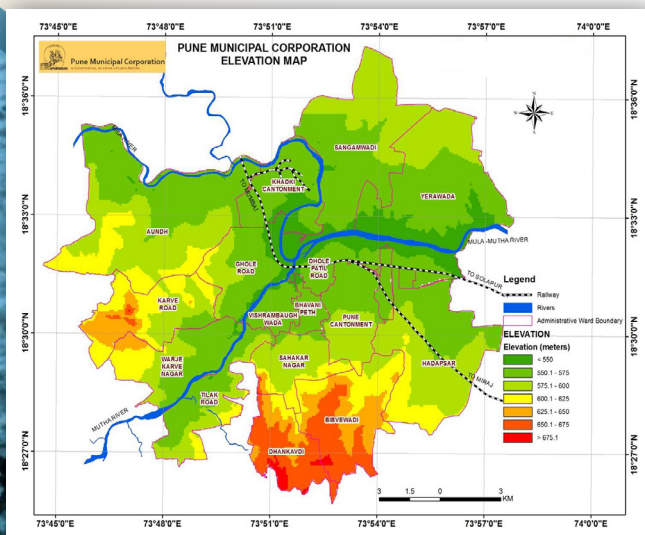 73°45'0"E 73°48'0"E 73°51'0"E 73°54'0"E 73°57'0"E 74°0'0"E
Pune Municipal Corporation
PUNE MUNICIPAL CORPORATION
ELEVATION MAP
18°36'0"N
18°36'0"N
MULA RIVER
SANGAMWADI
TO MUMBAI
KHADKI
CANTONMENT
YERAWADA
18°33'0"N
18°33'0"N
AUNDH
MULA-MUTHA RIVER
GHOLE
ROAD
DHOLE
PATIL
ROAD
TO SOLAPUR
KARVE
ROAD
BHAVANI
PETH
VISHRAMBAUGH
WADA
PUNE
CANTONMENT
18°30'0"N
18°30'0"N
WARJE
KARVE
NAGAR
SAHAKAR
NAGAR
HADAPSAR
TO MIRAJ
TILAK
ROAD
MUTHA RIVER
BIBVEWADI
DHANKAVDI
18°27'0"N
18°27'0"N
Legend
Railway
Rivers
Administrative Ward Boundary
ELEVATION
Elevation (meters)
< 550
550.1 - 575
575.1 - 600
600.1 - 625
625.1 - 650
650.1 - 675
> 675.1
3 1.5 0 3
KM
73°45'0"E 73°48'0"E 73°51'0"E 73°54'0"E 73°57'0"E 74°0'0"E